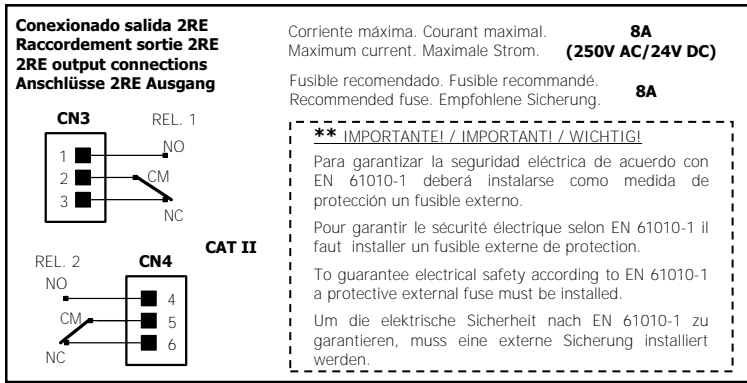 Conexionado salida 2RE
Raccordement sortie 2RE
2RE output connections
Anschlüsse 2RE Ausgang
CN3
REL. 1
1
NO
2
CM
3
NC
CAT II
REL. 2
CN4
NO
4
CM
5
6
NC
Corriente máxima. Courant maximal.
Maximum current. Maximale Strom.
8A
(250V AC/24V DC)
Fusible recomendado. Fusible recommandé.
Recommended fuse. Empfohlene Sicherung.
8A
** IMPORTANTE! / IMPORTANT! / WICHTIG!
Para garantizar la seguridad eléctrica de acuerdo con
EN 61010-1 deberá instalarse como medida de
protección un fusible externo.
Pour garantir le sécurité électrique selon EN 61010-1 il
faut installer un fusible externe de protection.
To guarantee electrical safety according to EN 61010-1
a protective external fuse must be installed.
Um die elektrische Sicherheit nach EN 61010-1 zu
garantieren, muss eine externe Sicherung installiert
werden.